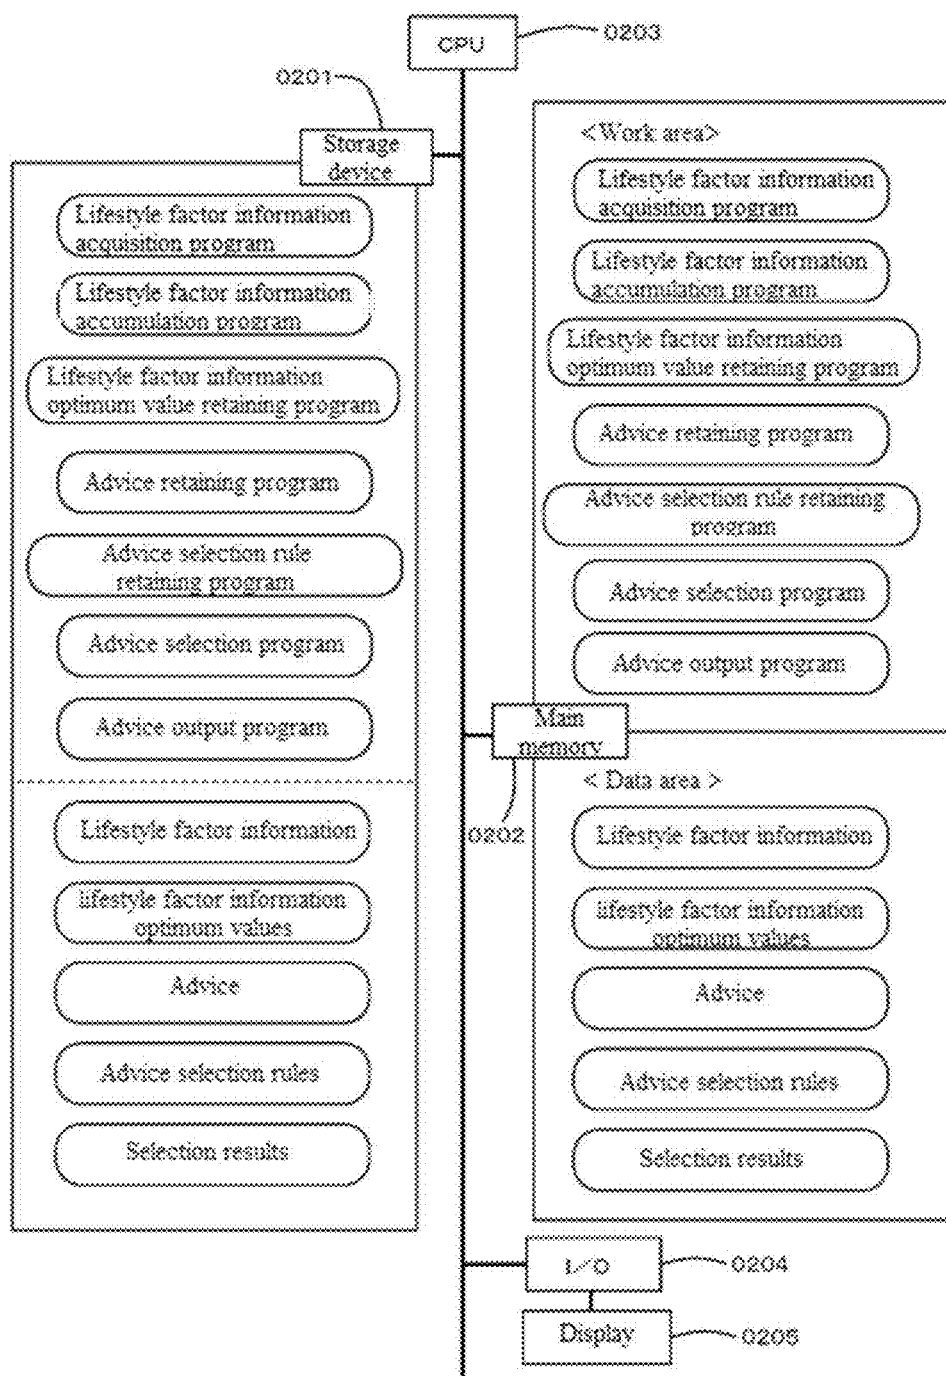 CPU
0203
0201
Storage
device
Lifestyle factor information
acquisition program
Lifestyle factor information
accumulation program
Lifestyle factor information
optimum value retaining program
Advice retaining program
Advice selection rule
retaining program
Advice selection program
Advice output program
Lifestyle factor information
lifestyle factor information
optimum values
Advice
Advice selection rules
Selection results
<Work area>
Lifestyle factor information
acquisition program
Lifestyle factor information
accumulation program
Lifestyle factor information
optimum value retaining program
Advice retaining program
Advice selection rule retaining
program
Advice selection program
Advice output program
Main
memory
0202
< Data area >
Lifestyle factor information
lifestyle factor information
optimum values
Advice
Advice selection rules
Selection results
I/O
0204
Display
0205